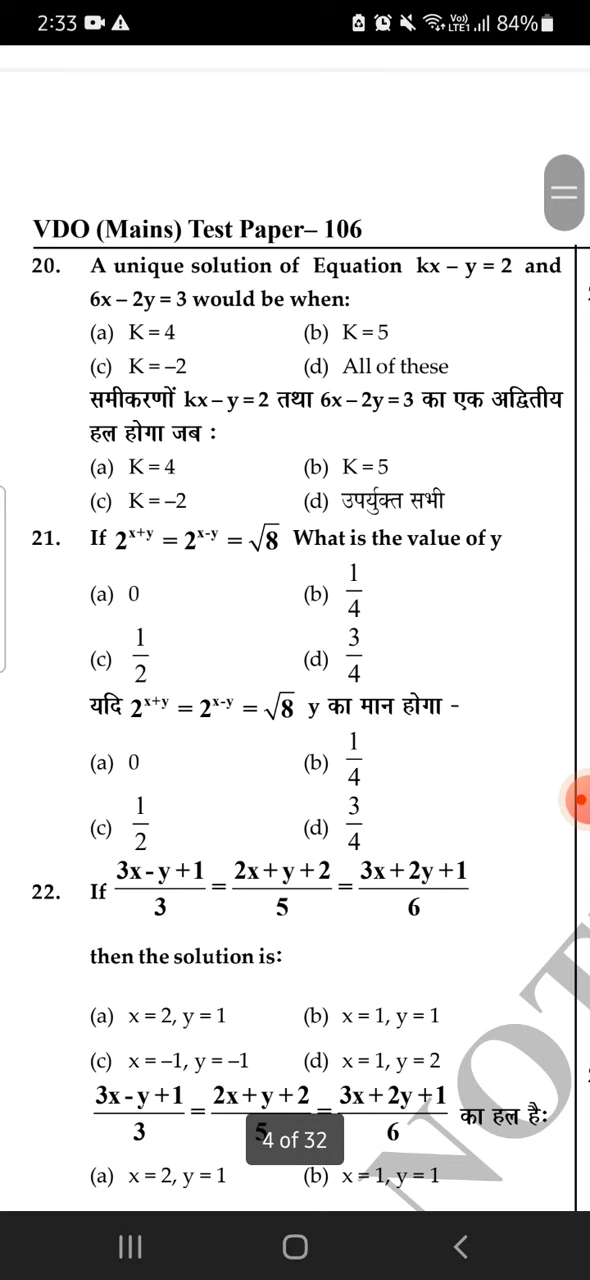 2:33
Vo))
LTE1
84%
VDO (Mains) Test Paper– 106
20. A unique solution of Equation kx – y = 2 and
6x – 2y = 3 would be when:
(a) K = 4 (b) K = 5
(c) K = –2 (d) All of these
समीकरणों kx – y = 2 तथा 6x – 2y = 3 का एक अद्वितीय
हल होगा जब :
(a) K = 4 (b) K = 5
(c) K = –2 (d) उपर्युक्त सभी
21. If 2^{x+y} = 2^{x-y} = √8 What is the value of y
(a) 0 (b) 1/4
(c) 1/2 (d) 3/4
यदि 2^{x+y} = 2^{x-y} = √8 y का मान होगा -
(a) 0 (b) 1/4
(c) 1/2 (d) 3/4
22. If (3x - y + 1)/3 = (2x + y + 2)/5 = (3x + 2y + 1)/6
then the solution is:
(a) x = 2, y = 1 (b) x = 1, y = 1
(c) x = –1, y = –1 (d) x = 1, y = 2
(3x - y + 1)/3 = (2x + y + 2)/5 = (3x + 2y + 1)/6 का हल है:
4 of 32
(a) x = 2, y = 1 (b) x = 1, y = 1
NOT